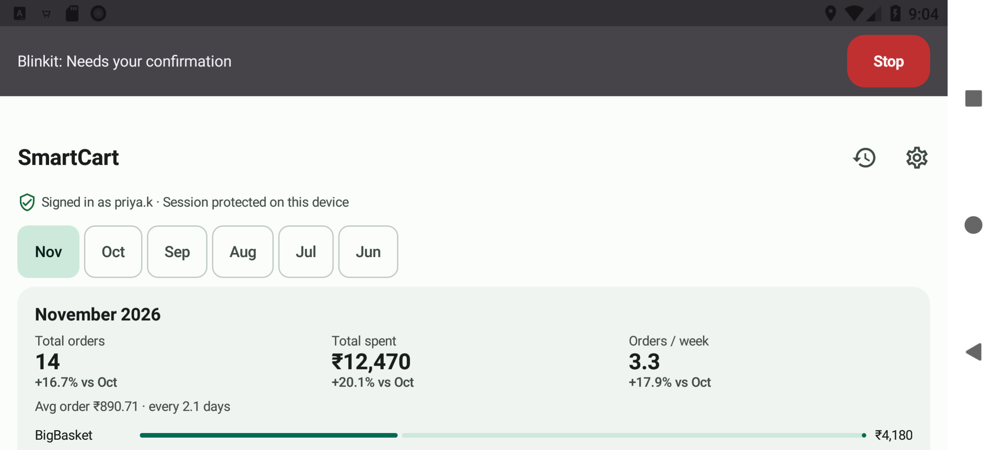 9:04
Blinkit: Needs your confirmation
Stop
SmartCart
Signed in as priya.k · Session protected on this device
Nov Oct Sep Aug Jul Jun
November 2026
Total orders Total spent Orders / week
14 ₹12,470 3.3
+16.7% vs Oct +20.1% vs Oct +17.9% vs Oct
Avg order ₹890.71 · every 2.1 days
BigBasket ₹4,180